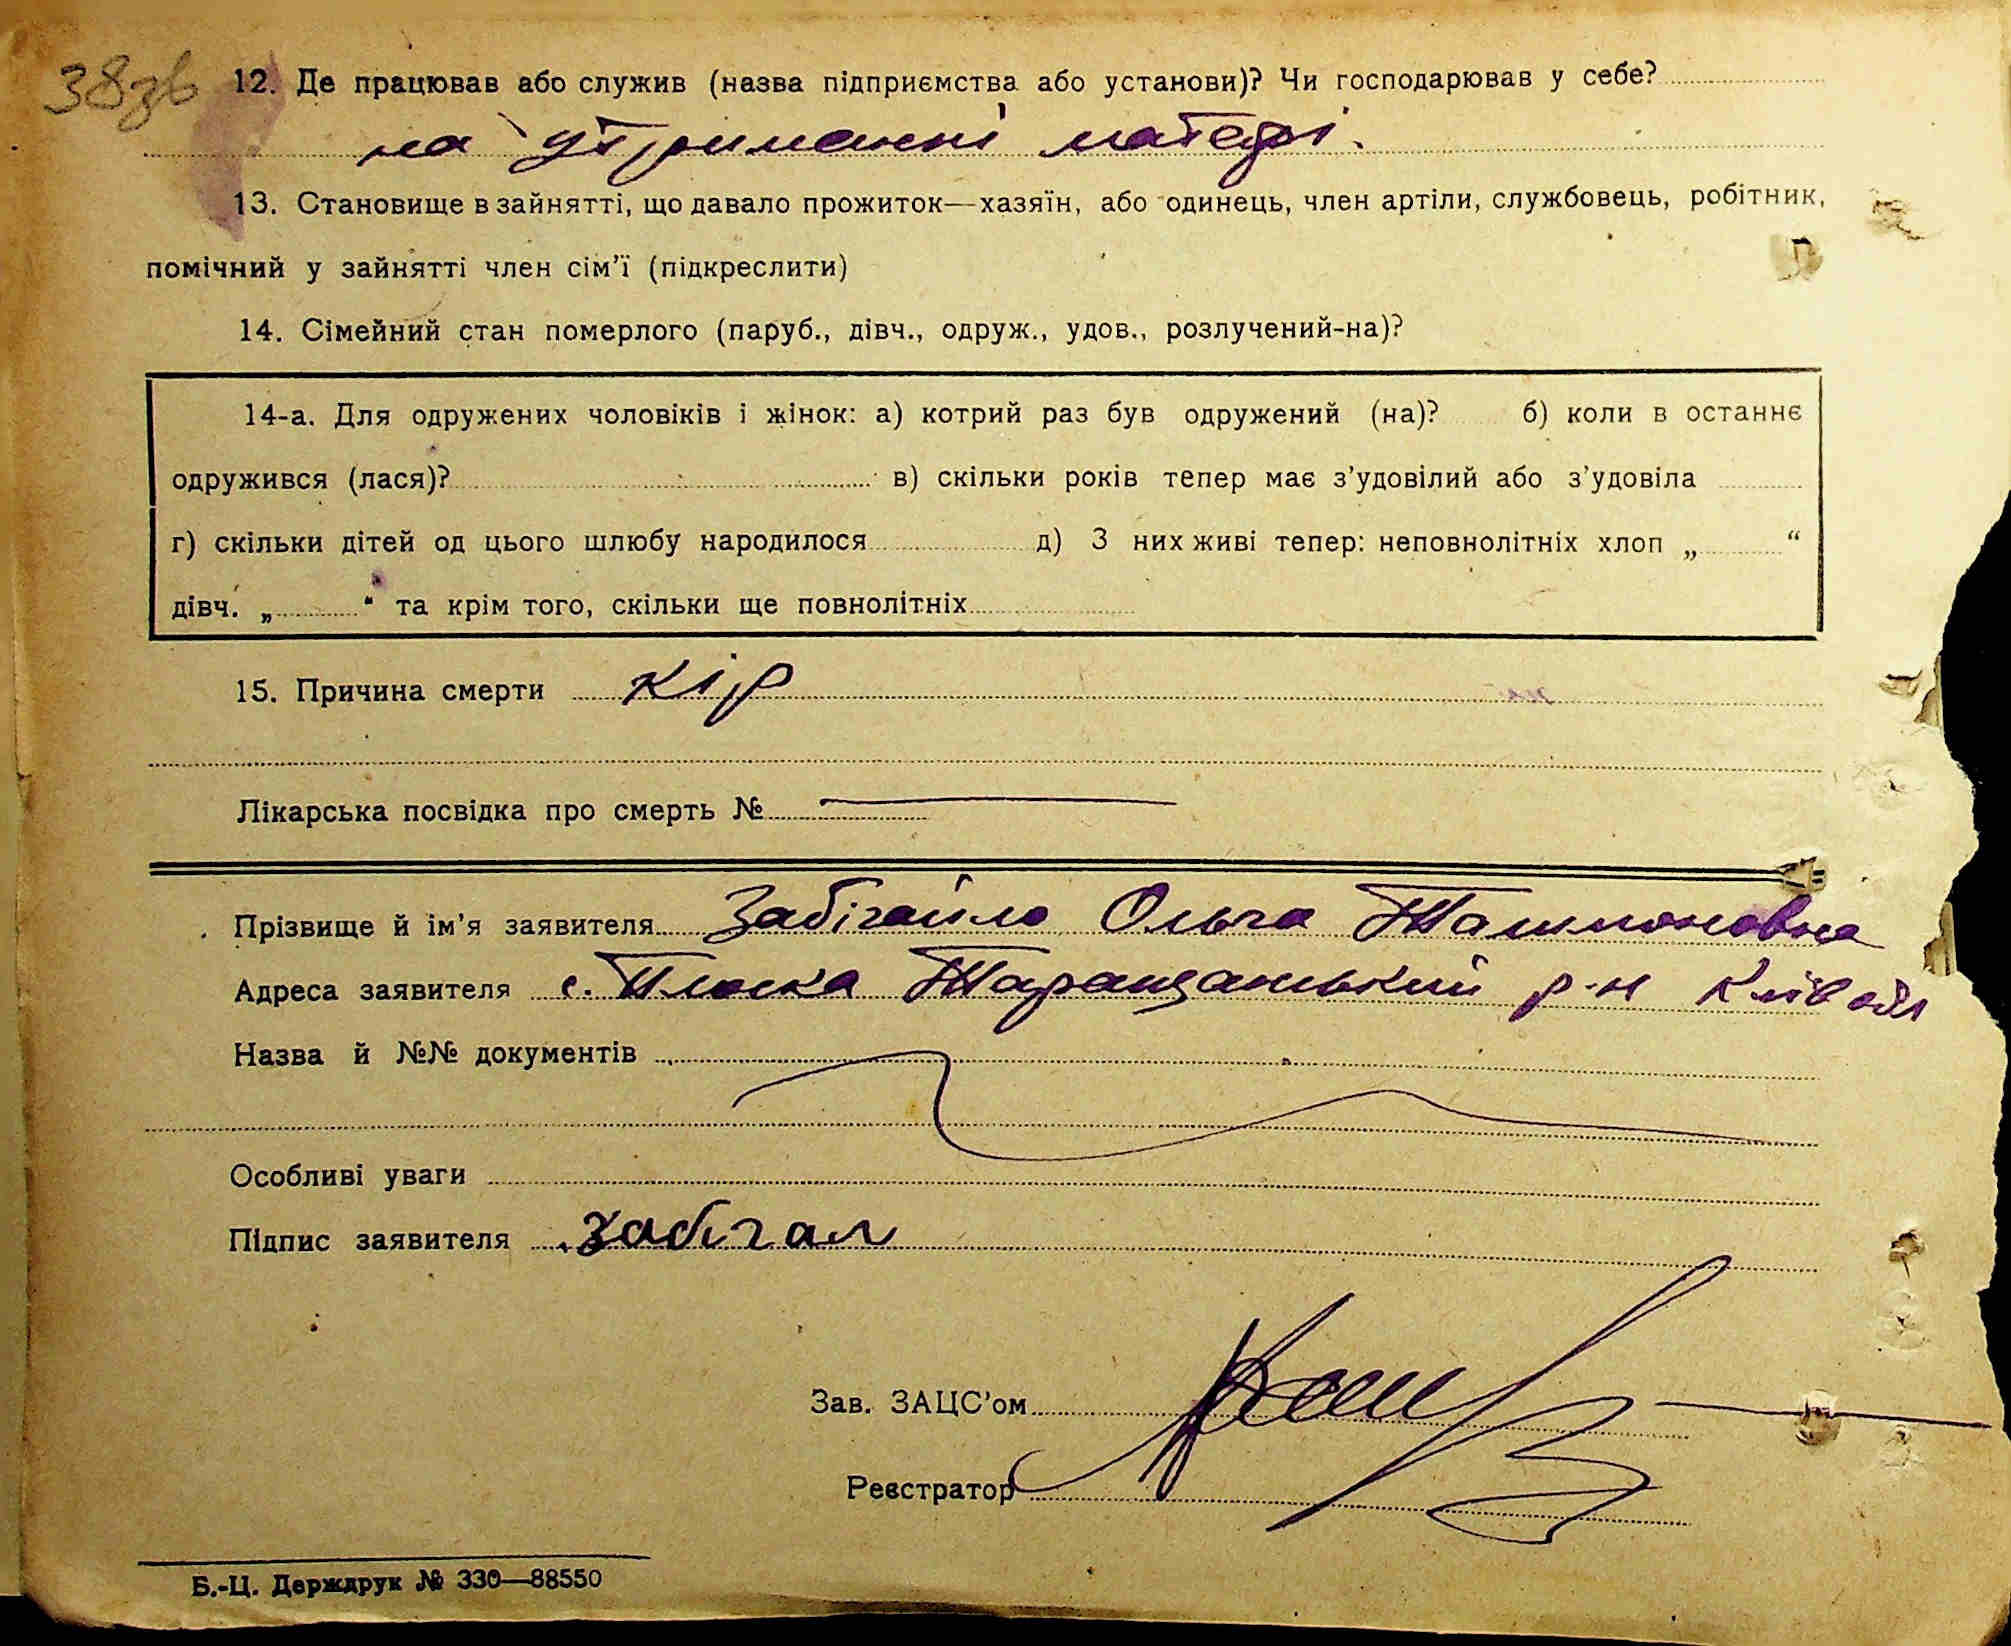 38зв
12. Де працював або служив (назва підприємства або установи)? Чи господарював у себе?
на утриманні матері.
13. Становище в зайнятті, що давало прожиток—хазяїн, або одинець, член артіли, службовець, робітник,
помічний у зайнятті член сім’ї (підкреслити)
14. Сімейний стан померлого (паруб., дівч., одруж., удов., розлучений-на)?
14-а. Для одружених чоловіків і жінок: а) котрий раз був одружений (на)? б) коли в останнє
одружився (лася)? в) скільки років тепер має з’удовілий або з’удовіла
г) скільки дітей од цього шлюбу народилося д) З них живі тепер: неповнолітніх хлоп „ “
дівч. „ “ та крім того, скільки ще повнолітніх
15. Причина смерти кір
Лікарська посвідка про смерть №
Прізвище й ім’я заявителя Забігайло Ольга
Адреса заявителя с. Плоска Таращанський р-н Київ обл
Назва й №№ документів
Особливі уваги
Підпис заявителя Забігал
Зав. ЗАЦС’ом
Реєстратор
Б.-Ц. Держдрук № 330—88550